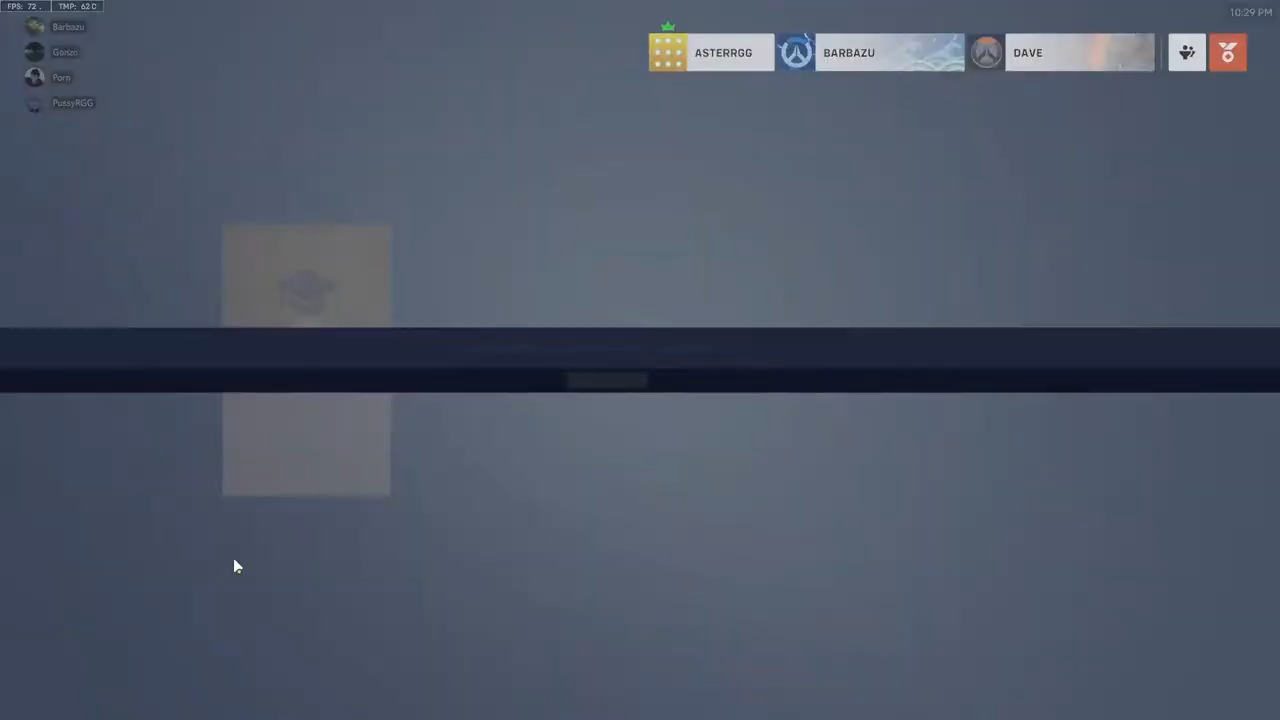 FPS: 72 . TMP: 62 C
10:29 PM
Barbazu
Gonzo
Porn
PussyRGG
ASTERRGG BARBAZU DAVE